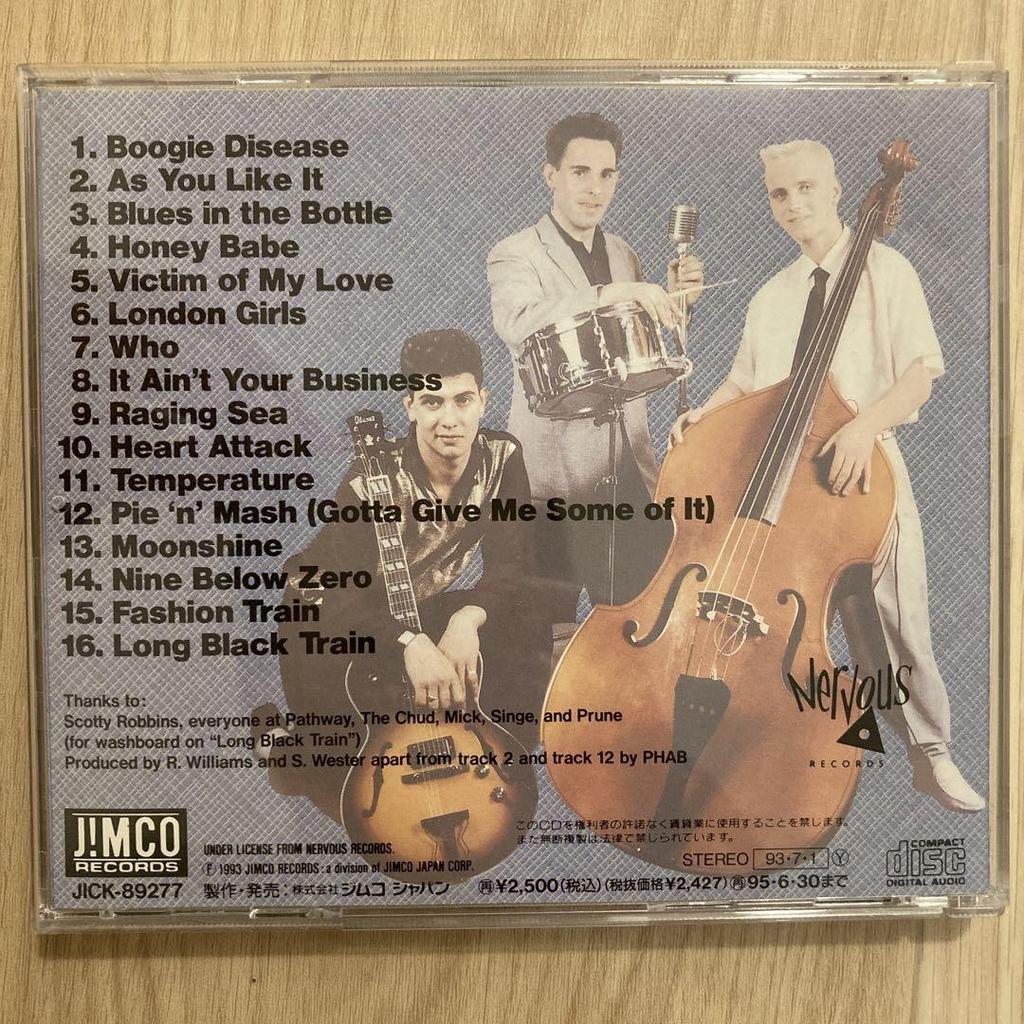 1. Boogie Disease
2. As You Like It
3. Blues in the Bottle
4. Honey Babe
5. Victim of My Love
6. London Girls
7. Who
8. It Ain't Your Business
9. Raging Sea
10. Heart Attack
11. Temperature
12. Pie 'n' Mash (Gotta Give Me Some of It)
13. Moonshine
14. Nine Below Zero
15. Fashion Train
16. Long Black Train
Thanks to:
Scotty Robbins, everyone at Pathway, The Chud, Mick, Singe, and Prune
(for washboard on "Long Black Train")
Produced by R. Williams and S. Wester apart from track 2 and track 12 by PHAB
Nervous
RECORDS
Ibanez
J!MCO
RECORDS
JICK-89277
UNDER LICENSE FROM NERVOUS RECORDS.
Ⓟ 1993 JIMCO RECORDS: a division of JIMCO JAPAN CORP.
製作・発売:株式会社ジムコ ジャパン
このCDを権利者の許諾なく賃貸業に使用することを禁じます。
また無断複製は法律で禁じられています。
STEREO 93・7・1 Ⓨ
㊢¥2,500(税込)(税抜価格¥2,427)㊢95・6・30まで
COMPACT
disc
DIGITAL AUDIO